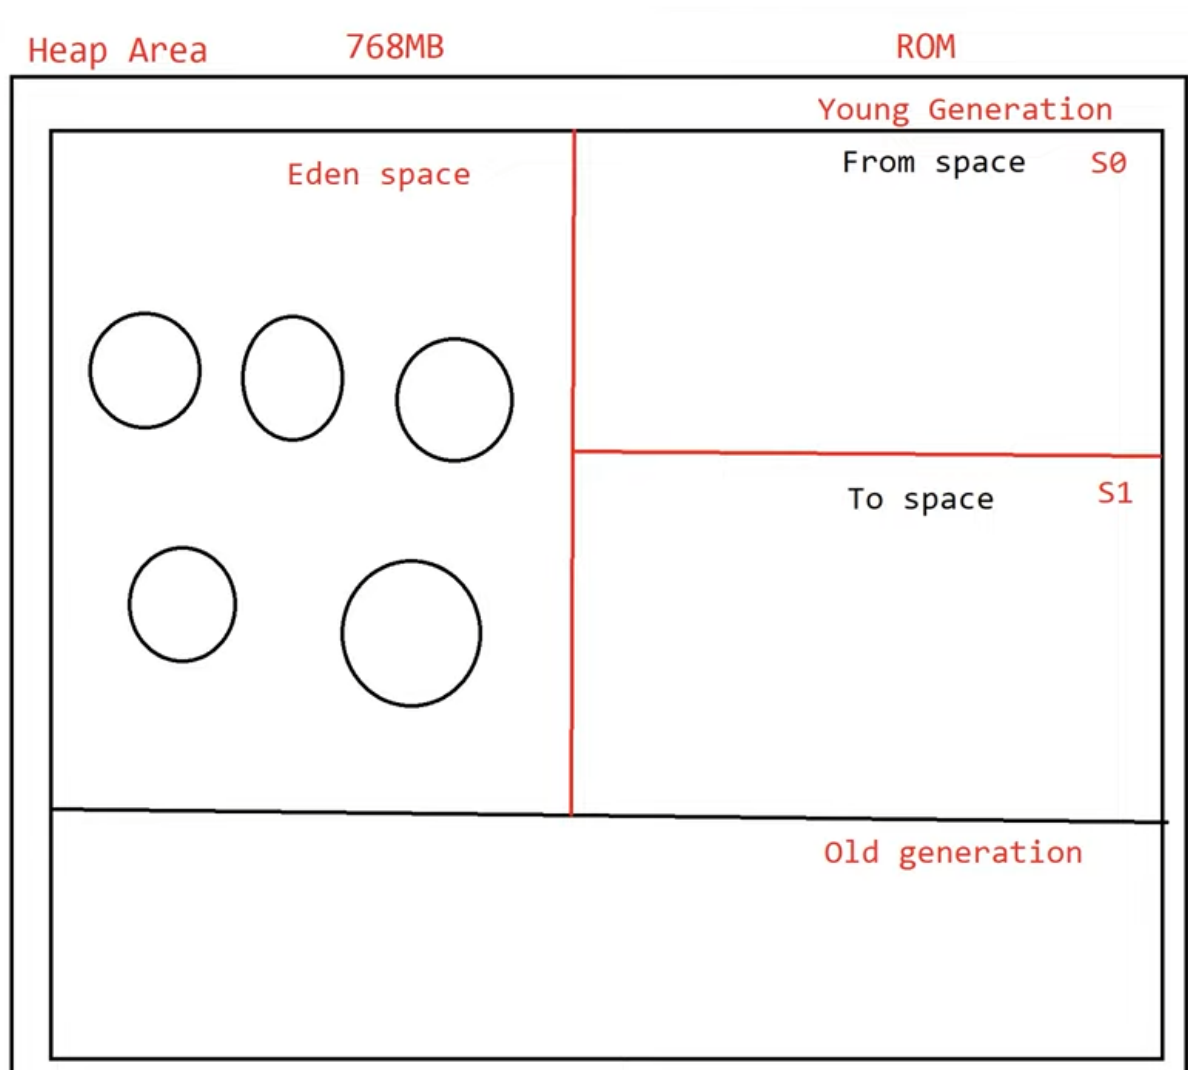 Heap Area 768MB ROM
Young Generation
Eden space
From space S0
To space S1
Old generation